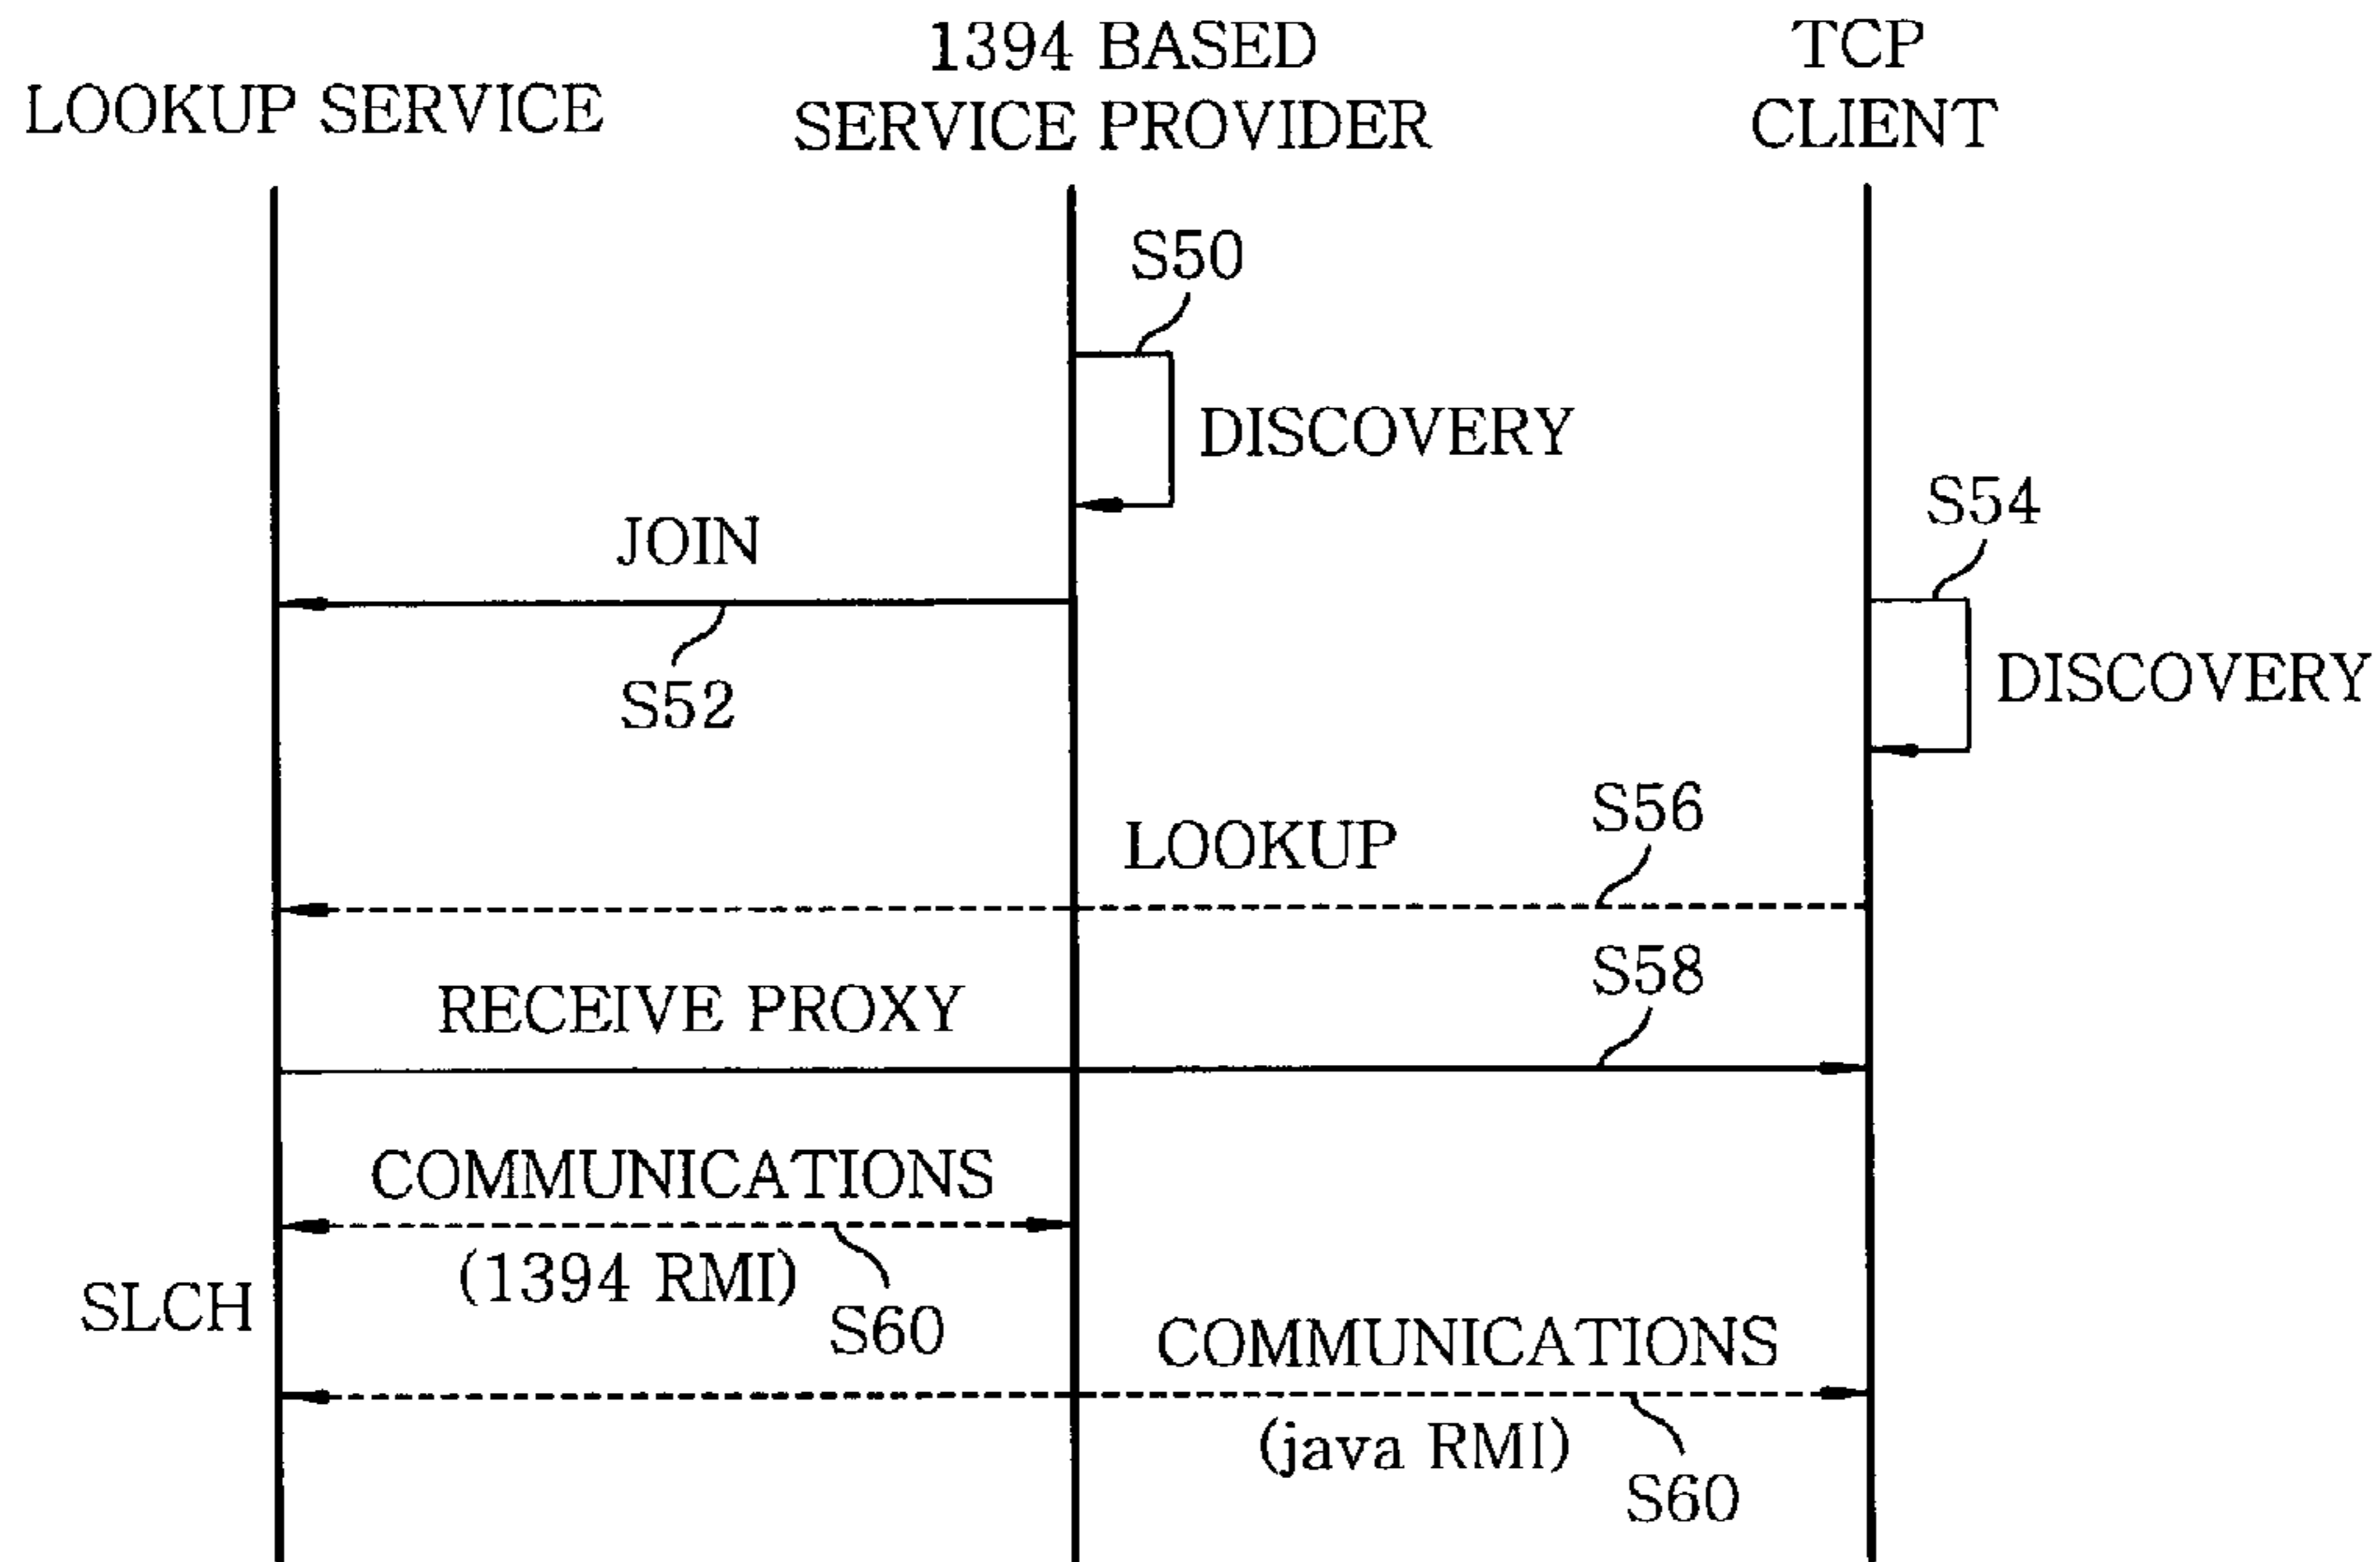 LOOKUP SERVICE
1394 BASED
SERVICE PROVIDER
TCP
CLIENT
S50
DISCOVERY
JOIN
S52
S54
DISCOVERY
LOOKUP
S56
RECEIVE PROXY
S58
COMMUNICATIONS
(1394 RMI)
S60
SLCH
COMMUNICATIONS
(java RMI)
S60